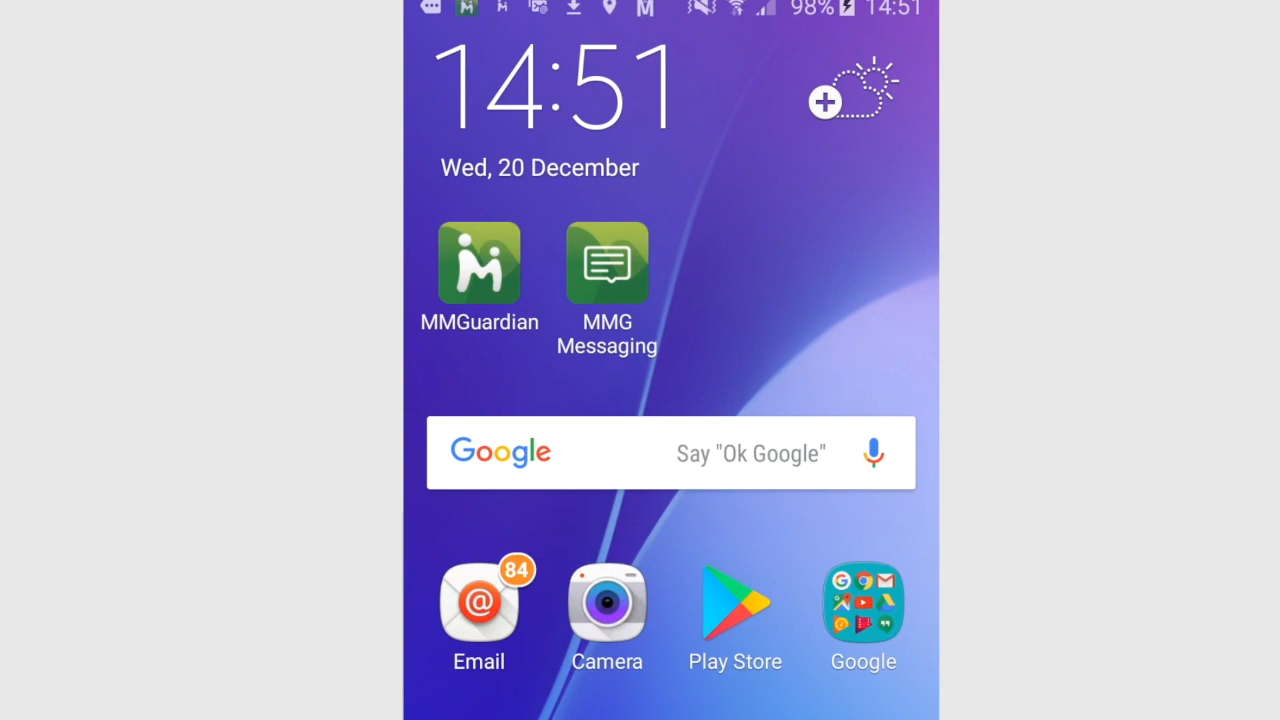 98% 14:51
14:51
Wed, 20 December
MMGuardian
MMG
Messaging
Google
Say "Ok Google"
84
Email
Camera
Play Store
Google